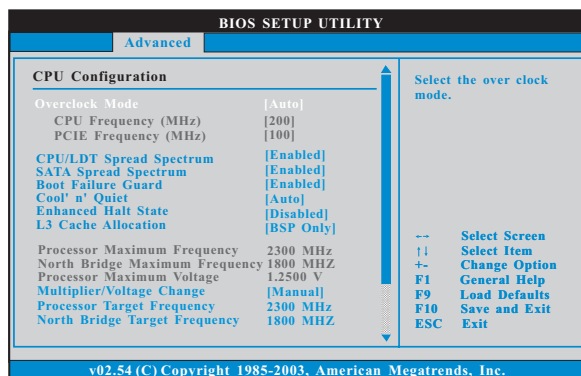 BIOS SETUP UTILITY
Advanced
CPU Configuration
Overclock Mode [Auto]
CPU Frequency (MHz) [200]
PCIE Frequency (MHz) [100]
CPU/LDT Spread Spectrum [Enabled]
SATA Spread Spectrum [Enabled]
Boot Failure Guard [Enabled]
Cool' n' Quiet [Auto]
Enhanced Halt State [Disabled]
L3 Cache Allocation [BSP Only]
Processor Maximum Frequency 2300 MHz
North Bridge Maximum Frequency 1800 MHZ
Processor Maximum Voltage 1.2500 V
Multiplier/Voltage Change [Manual]
Processor Target Frequency 2300 MHz
North Bridge Target Frequency 1800 MHZ
Select the over clock
mode.
←→ Select Screen
↑↓ Select Item
+- Change Option
F1 General Help
F9 Load Defaults
F10 Save and Exit
ESC Exit
v02.54 (C) Copyright 1985-2003, American Megatrends, Inc.